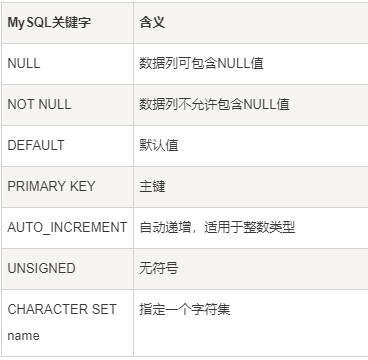 MySQL关键字 含义
NULL 数据列可包含NULL值
NOT NULL 数据列不允许包含NULL值
DEFAULT 默认值
PRIMARY KEY 主键
AUTO_INCREMENT 自动递增，适用于整数类型
UNSIGNED 无符号
CHARACTER SET 指定一个字符集
name